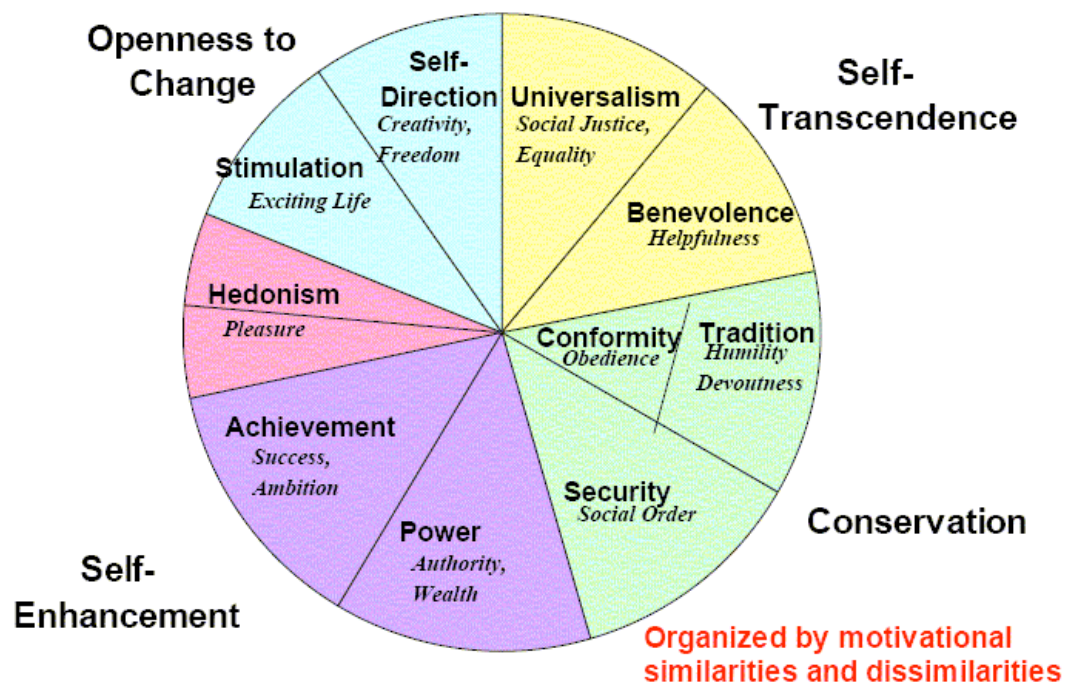 Openness to
Change
Self-
Transcendence
Self-
Direction
Creativity,
Freedom
Universalism
Social Justice,
Equality
Stimulation
Exciting Life
Benevolence
Helpfulness
Hedonism
Pleasure
Conformity
Obedience
Tradition
Humility
Devoutness
Achievement
Success,
Ambition
Security
Social Order
Power
Authority,
Wealth
Conservation
Self-
Enhancement
Organized by motivational
similarities and dissimilarities